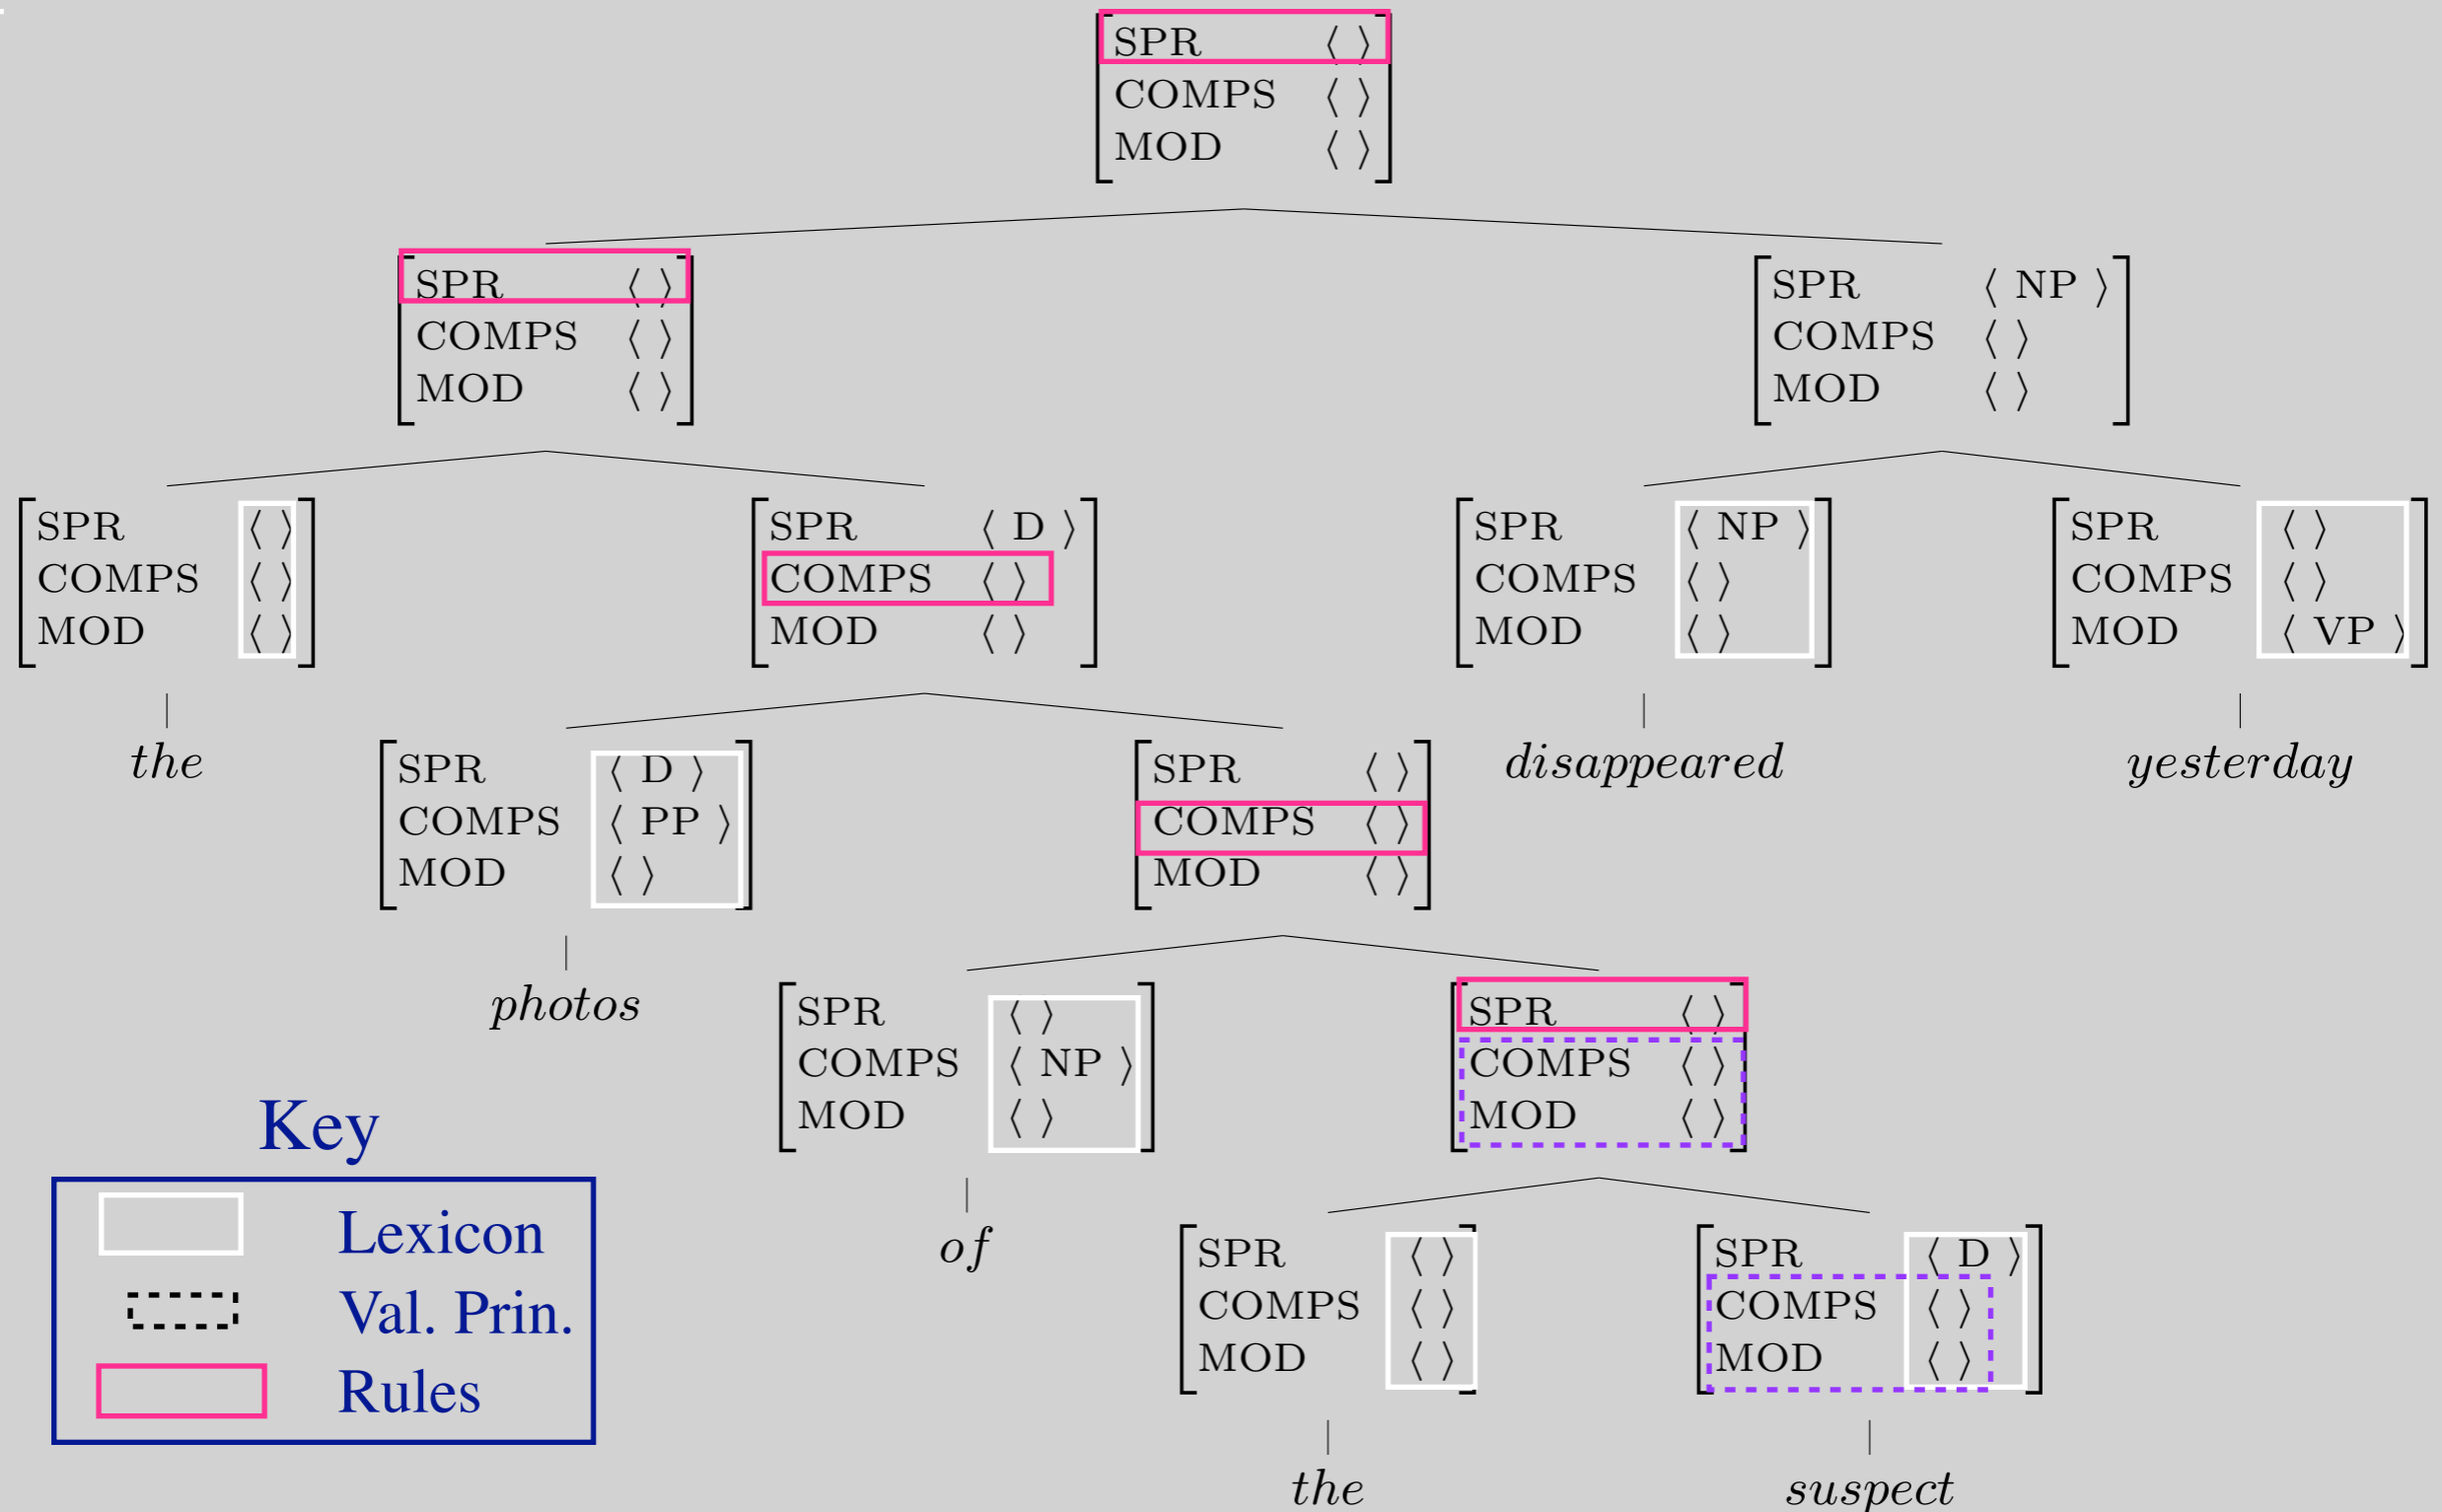 SPR ⟨ ⟩
COMPS ⟨ ⟩
MOD ⟨ ⟩
SPR ⟨ ⟩
COMPS ⟨ ⟩
MOD ⟨ ⟩
SPR ⟨ NP ⟩
COMPS ⟨ ⟩
MOD ⟨ ⟩
SPR ⟨ ⟩
COMPS ⟨ ⟩
MOD ⟨ ⟩
the
SPR ⟨ D ⟩
COMPS ⟨ ⟩
MOD ⟨ ⟩
SPR ⟨ NP ⟩
COMPS ⟨ ⟩
MOD ⟨ ⟩
disappeared
SPR ⟨ ⟩
COMPS ⟨ ⟩
MOD ⟨ VP ⟩
yesterday
SPR ⟨ D ⟩
COMPS ⟨ PP ⟩
MOD ⟨ ⟩
photos
SPR ⟨ ⟩
COMPS ⟨ ⟩
MOD ⟨ ⟩
SPR ⟨ ⟩
COMPS ⟨ NP ⟩
MOD ⟨ ⟩
of
SPR ⟨ ⟩
COMPS ⟨ ⟩
MOD ⟨ ⟩
SPR ⟨ ⟩
COMPS ⟨ ⟩
MOD ⟨ ⟩
the
SPR ⟨ D ⟩
COMPS ⟨ ⟩
MOD ⟨ ⟩
suspect
Key
Lexicon
Val. Prin.
Rules